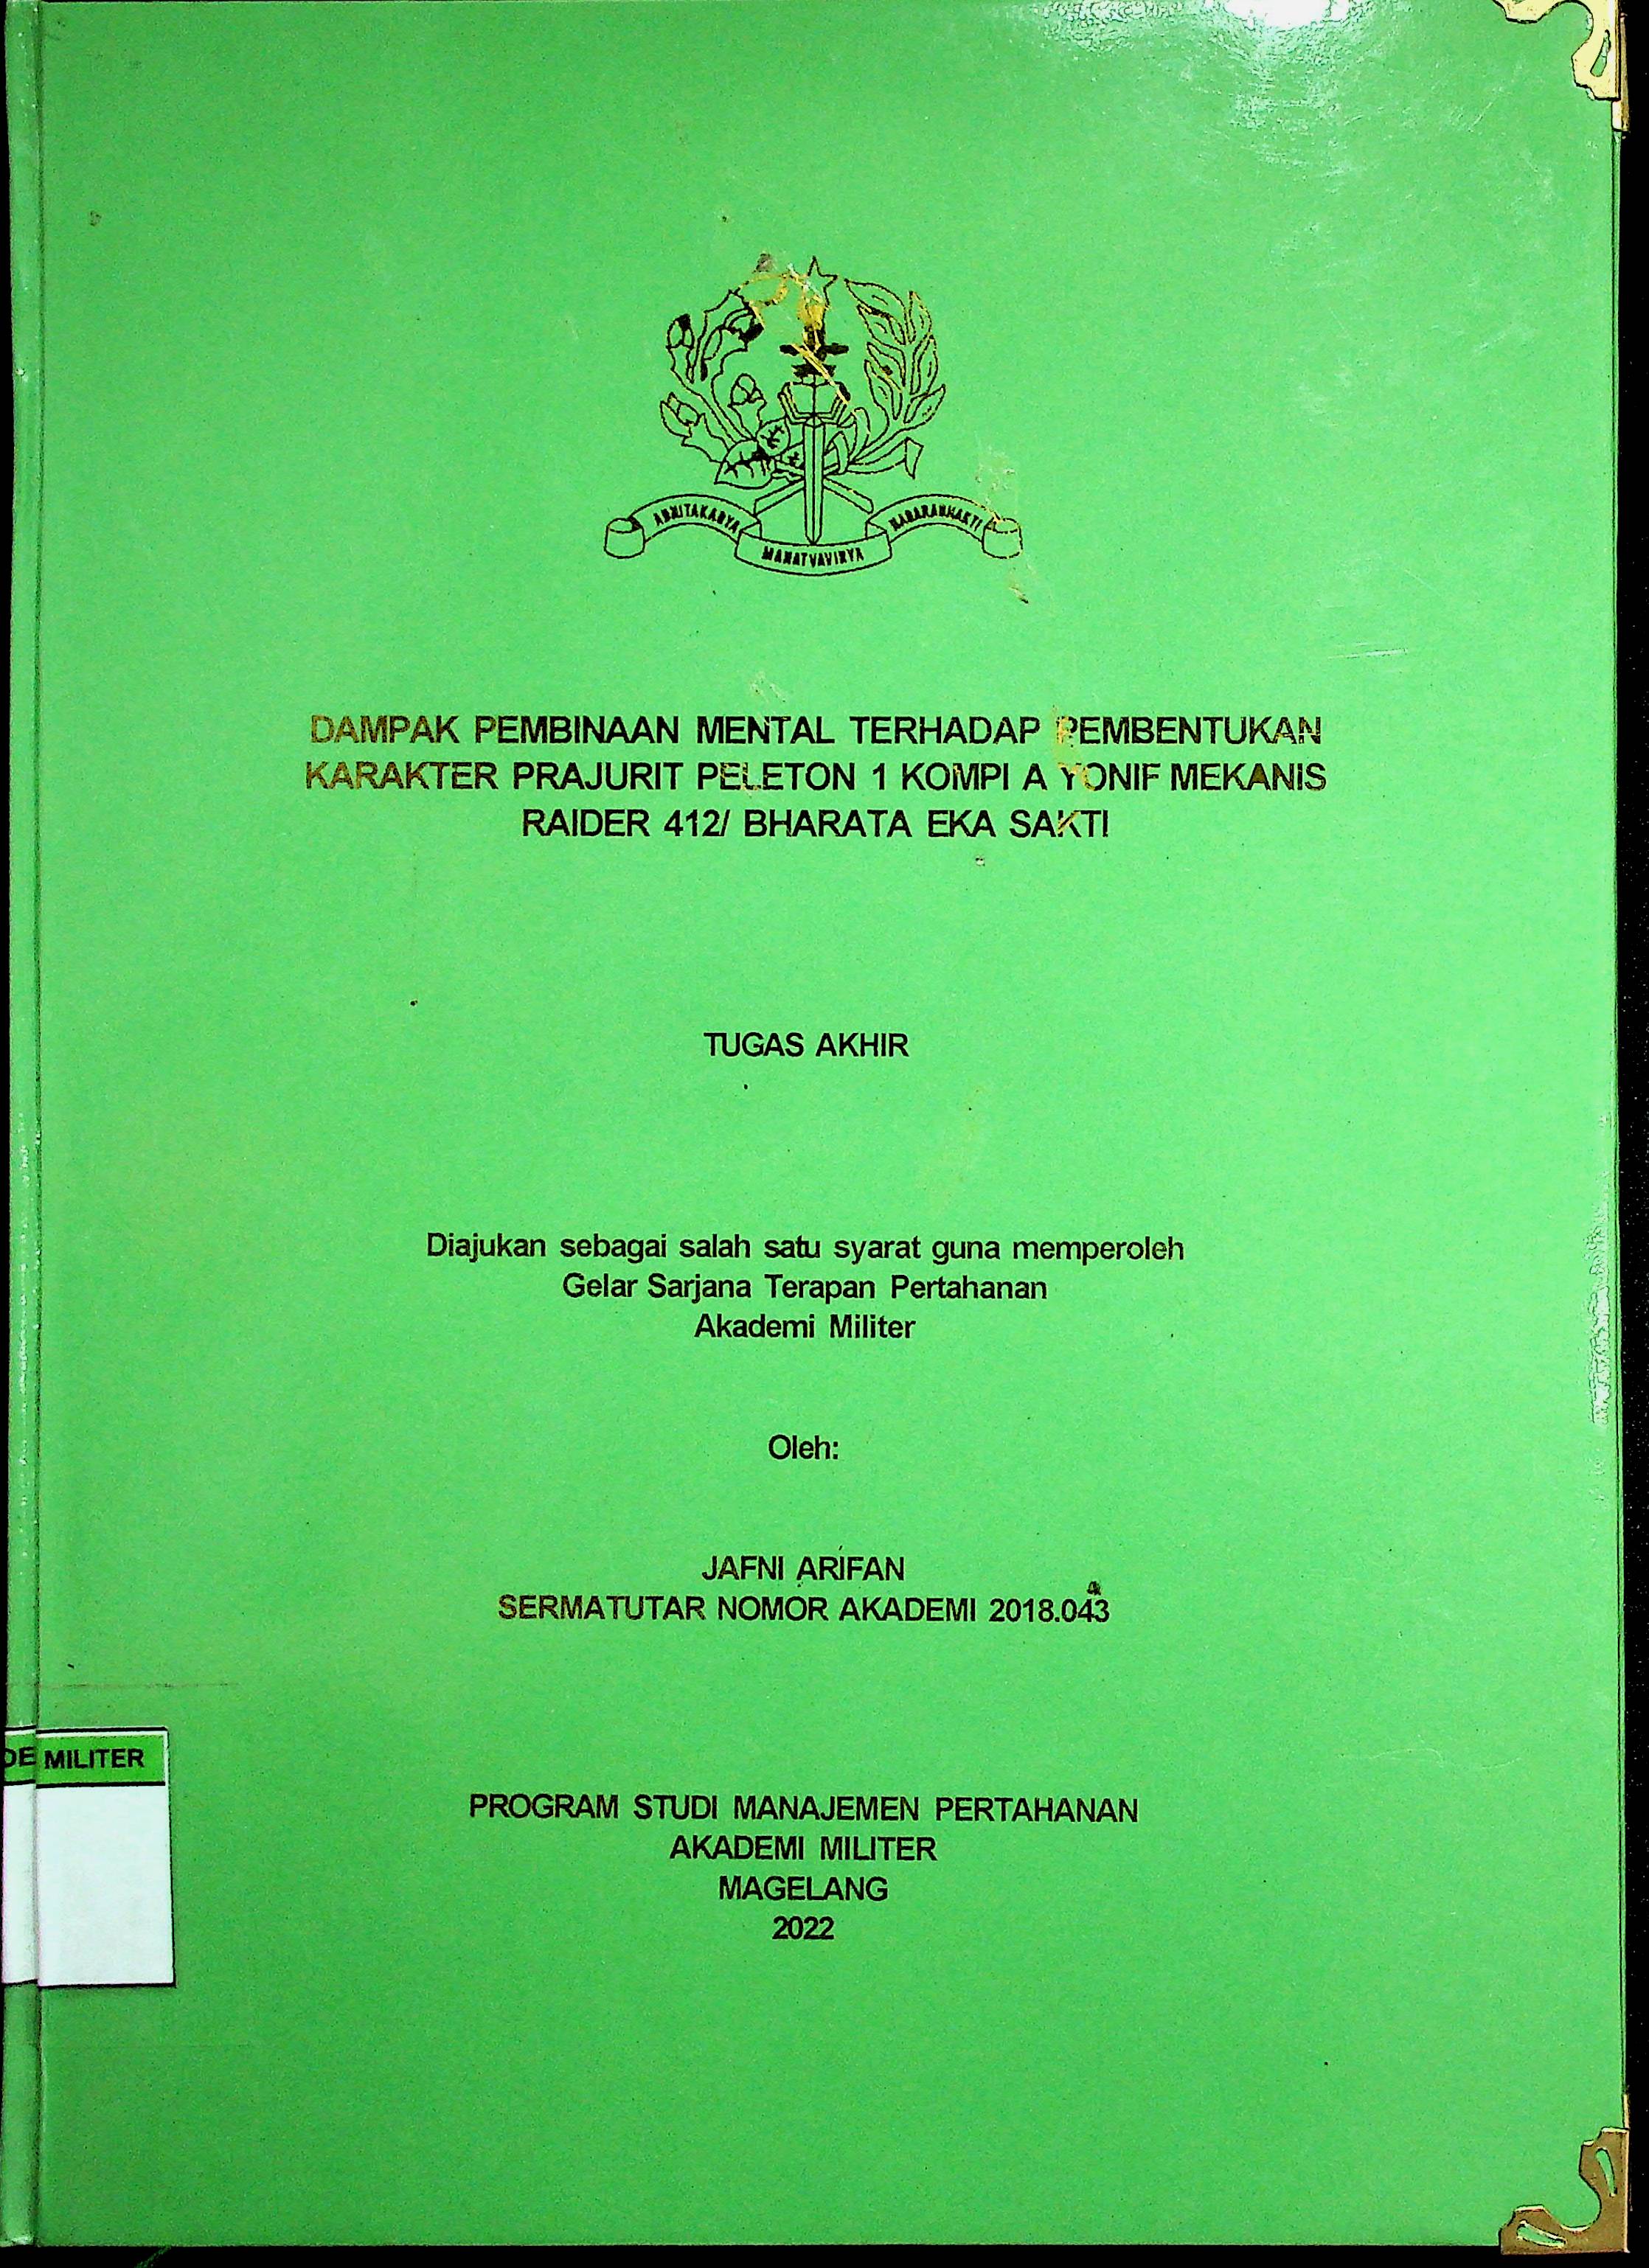 ADHITAKARYA
MAHATVAVIRYA
NAGARABHAKTI
DAMPAK PEMBINAAN MENTAL TERHADAP PEMBENTUKAN
KARAKTER PRAJURIT PELETON 1 KOMPI A YONIF MEKANIS
RAIDER 412/ BHARATA EKA SAKTI
TUGAS AKHIR
Diajukan sebagai salah satu syarat guna memperoleh
Gelar Sarjana Terapan Pertahanan
Akademi Militer
Oleh:
JAFNI ARIFAN
SERMATUTAR NOMOR AKADEMI 2018.043
DE MILITER
PROGRAM STUDI MANAJEMEN PERTAHANAN
AKADEMI MILITER
MAGELANG
2022